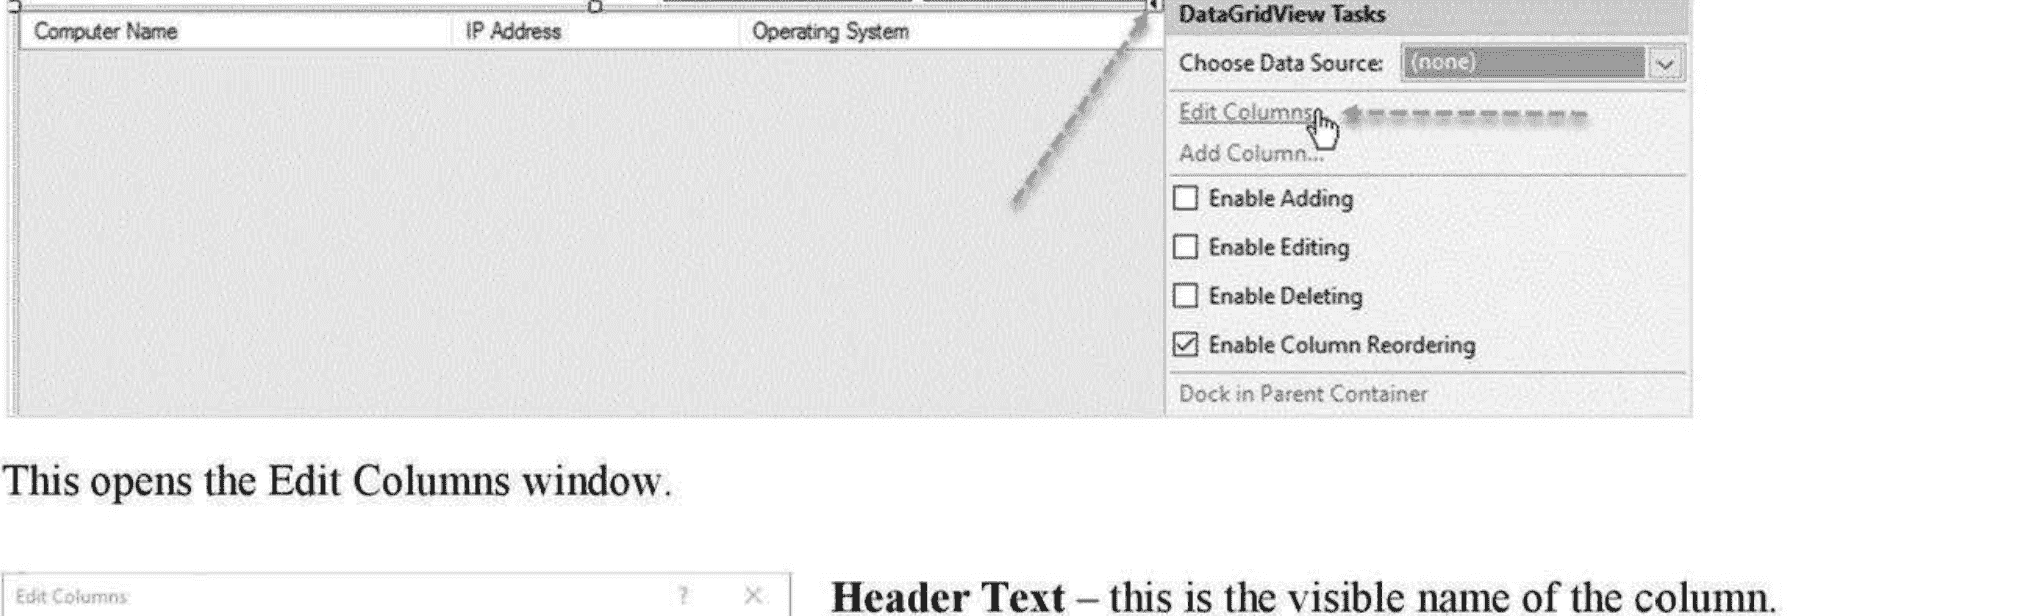 DataGridView Tasks
Computer Name IP Address Operating System
Choose Data Source: (none)
Edit Columns
Add Column...
Enable Adding
Enable Editing
Enable Deleting
Enable Column Reordering
Dock in Parent Container
This opens the Edit Columns window.
Edit Columns ? X
Header Text – this is the visible name of the column.